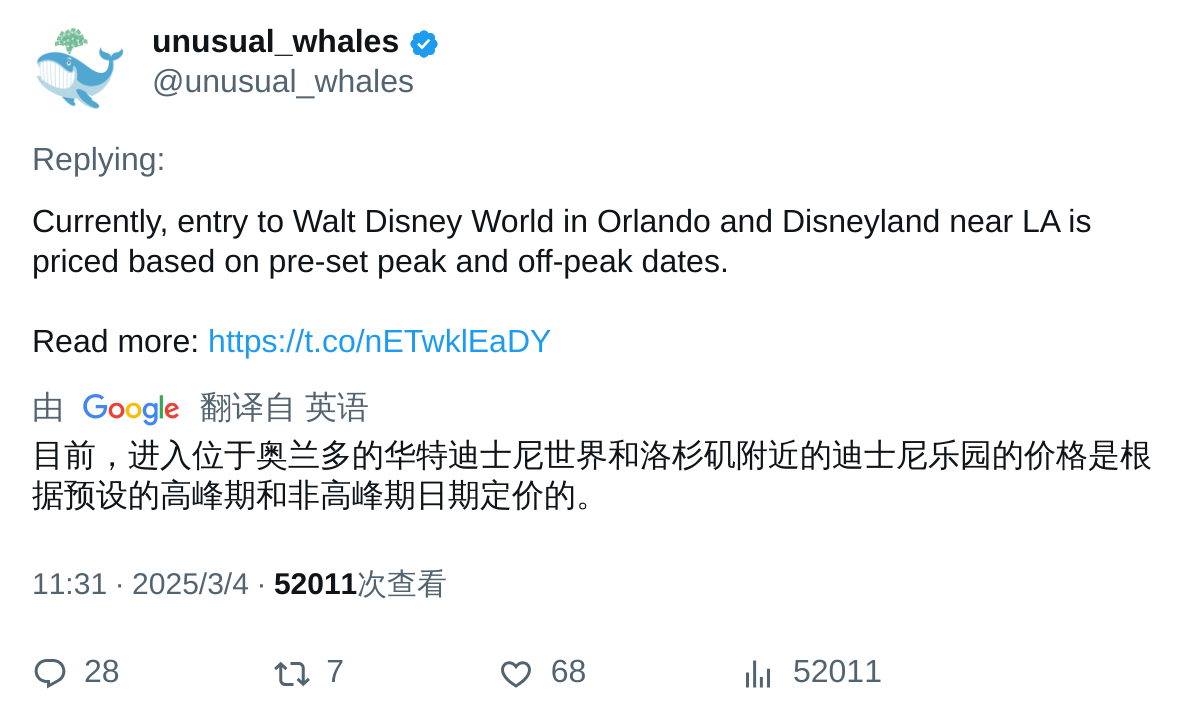 unusual_whales
@unusual_whales
Replying:
Currently, entry to Walt Disney World in Orlando and Disneyland near LA is
priced based on pre-set peak and off-peak dates.
Read more: https://t.co/nETwklEaDY
由 Google 翻译自 英语
目前，进入位于奥兰多的华特迪士尼世界和洛杉矶附近的迪士尼乐园的价格是根
据预设的高峰期和非高峰期日期定价的。
11:31 · 2025/3/4 · 52011次查看
28 7 68 52011